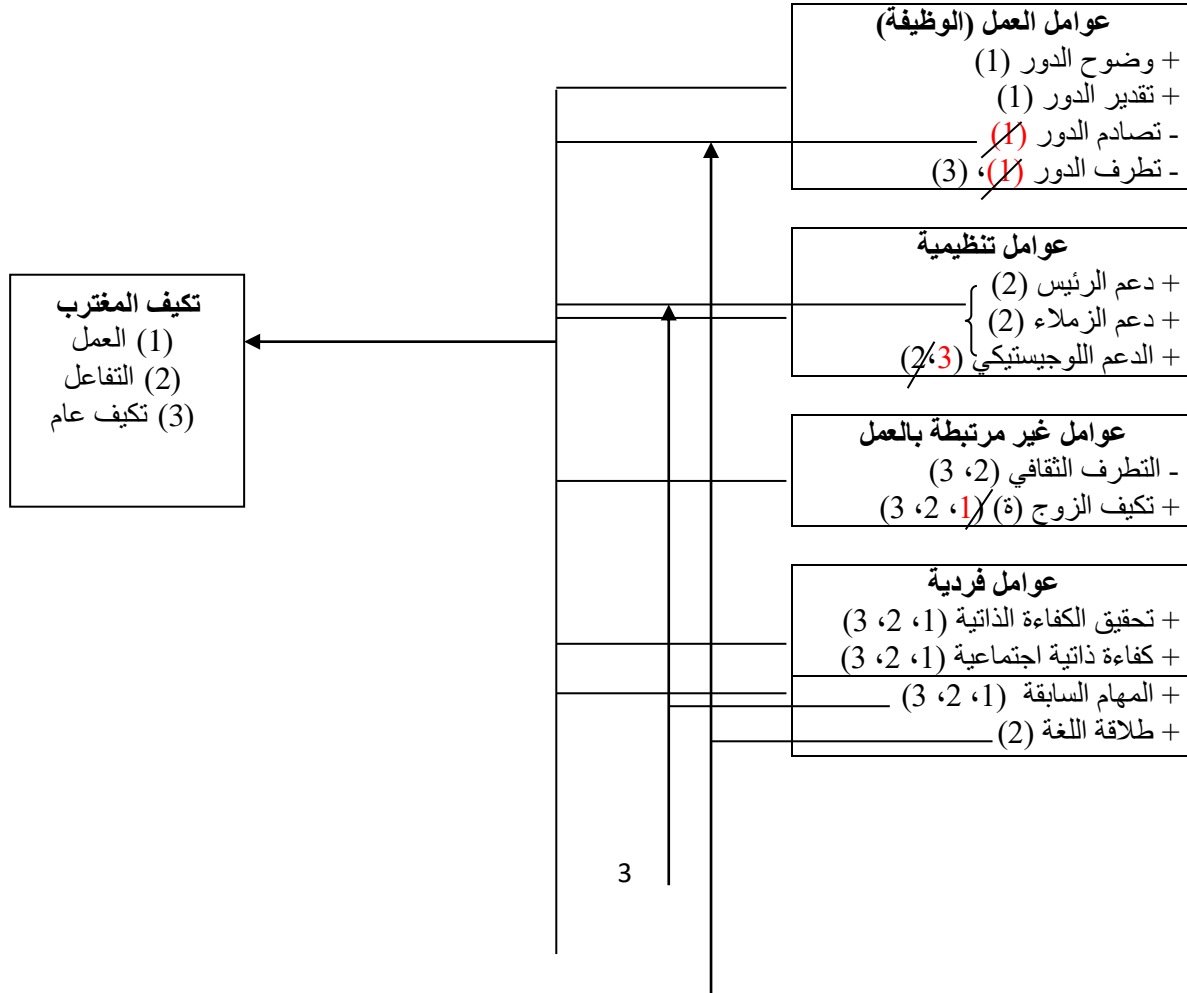 عوامل العمل (الوظيفة)
+ وضوح الدور (1)
+ تقدير الدور (1)
- تصادم الدور (1)
- تطرف الدور (1)، (3)
عوامل تنظيمية
+ دعم الرئيس (2)
+ دعم الزملاء (2)
+ الدعم اللوجيستيكي (3،2)
عوامل غير مرتبطة بالعمل
- التطرف الثقافي (2، 3)
+ تكيف الزوج (ة) (1، 2، 3)
عوامل فردية
+ تحقيق الكفاءة الذاتية (1، 2، 3)
+ كفاءة ذاتية اجتماعية (1، 2، 3)
+ المهام السابقة (1، 2، 3)
+ طلاقة اللغة (2)
تكيف المغترب
(1) العمل
(2) التفاعل
(3) تكيف عام
3